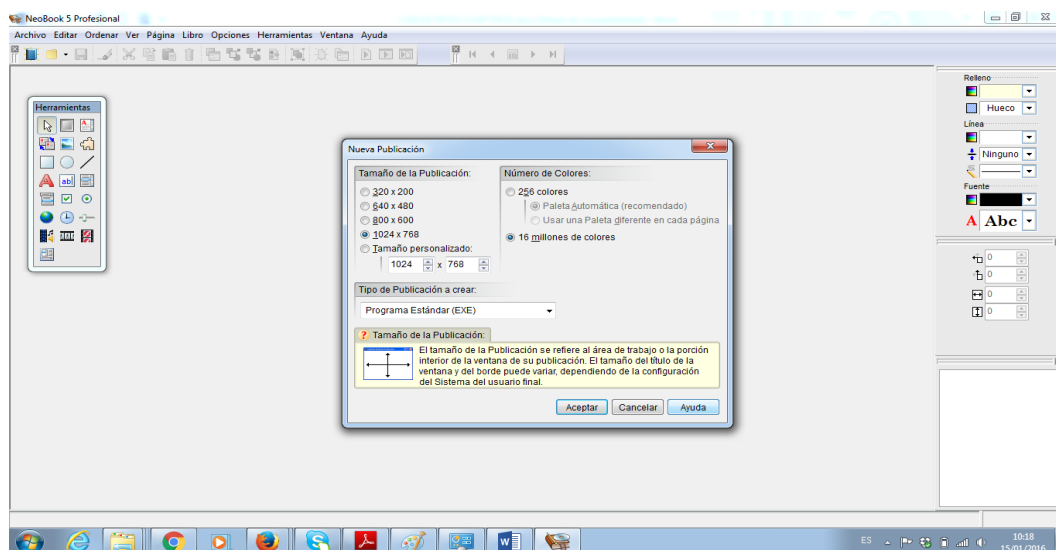 NeoBook 5 Profesional
Archivo Editar Ordenar Ver Página Libro Opciones Herramientas Ventana Ayuda
Herramientas
Nueva Publicación
Tamaño de la Publicación:
320 x 200
640 x 480
800 x 600
1024 x 768
Tamaño personalizado:
1024 x 768
Número de Colores:
256 colores
Paleta Automática (recomendado)
Usar una Paleta diferente en cada página
16 millones de colores
Tipo de Publicación a crear:
Programa Estándar (EXE)
? Tamaño de la Publicación:
El tamaño de la Publicación se refiere al área de trabajo o la porción
interior de la ventana de su publicación. El tamaño del título de la
ventana y del borde puede variar, dependiendo de la configuración
del Sistema del usuario final.
Aceptar Cancelar Ayuda
Relleno
Hueco
Línea
Ninguno
Fuente
A Abc
0
0
0
0
ES 10:18
15/01/2016